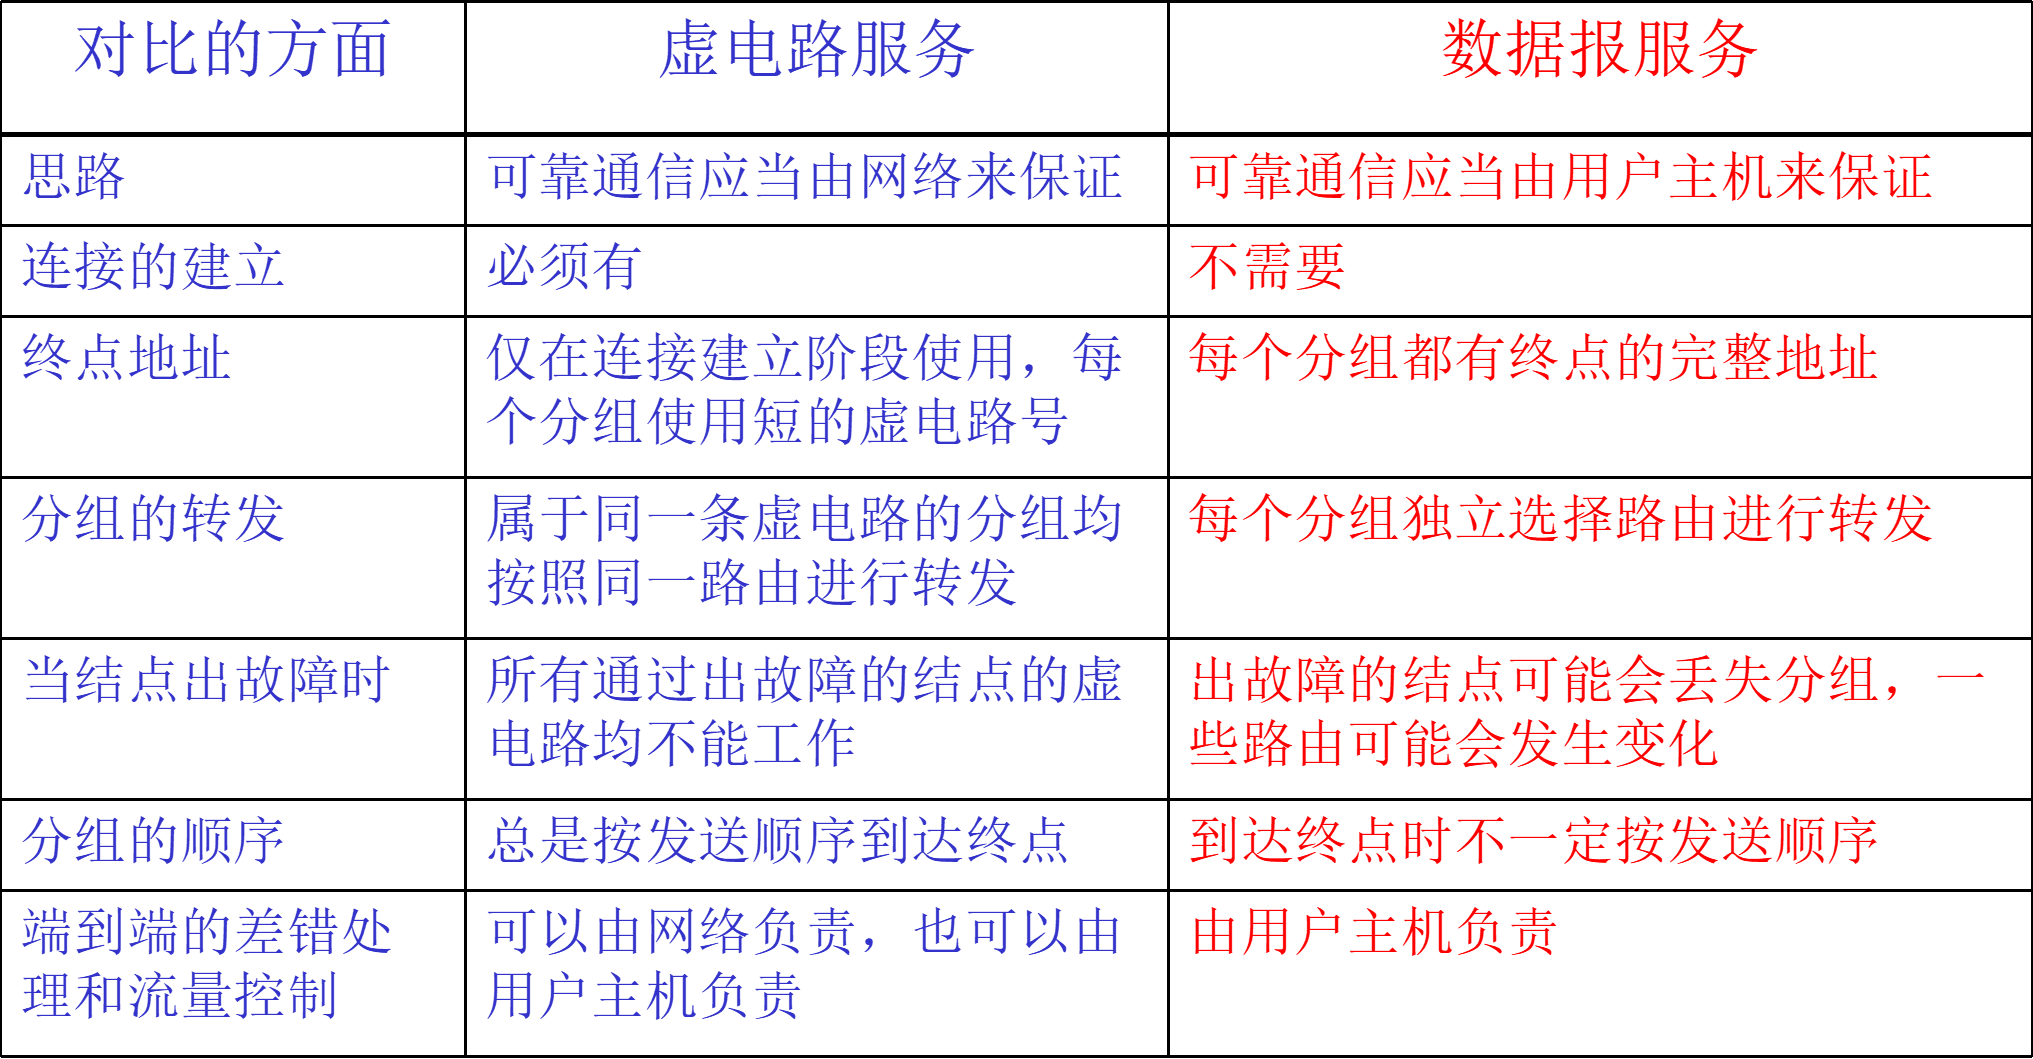 对比的方面
虚电路服务
数据报服务
思路
可靠通信应当由网络来保证
可靠通信应当由用户主机来保证
连接的建立
必须有
不需要
终点地址
仅在连接建立阶段使用，每
个分组使用短的虚电路号
每个分组都有终点的完整地址
分组的转发
属于同一条虚电路的分组均
按照同一路由进行转发
每个分组独立选择路由进行转发
当结点出故障时
所有通过出故障的结点的虚
电路均不能工作
出故障的结点可能会丢失分组，一
些路由可能会发生变化
分组的顺序
总是按发送顺序到达终点
到达终点时不一定按发送顺序
端到端的差错处
理和流量控制
可以由网络负责，也可以由
用户主机负责
由用户主机负责